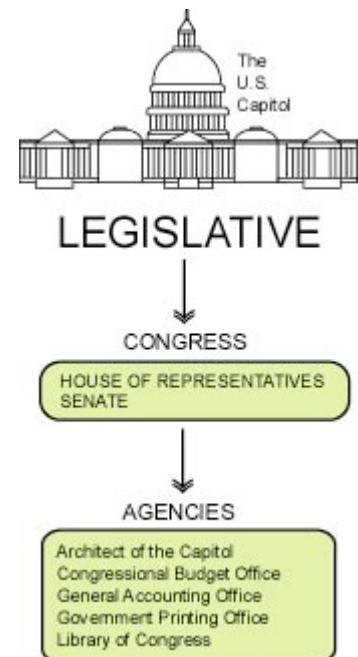 The
U.S.
Capitol
LEGISLATIVE
CONGRESS
HOUSE OF REPRESENTATIVES
SENATE
AGENCIES
Architect of the Capitol
Congressional Budget Office
General Accounting Office
Government Printing Office
Library of Congress